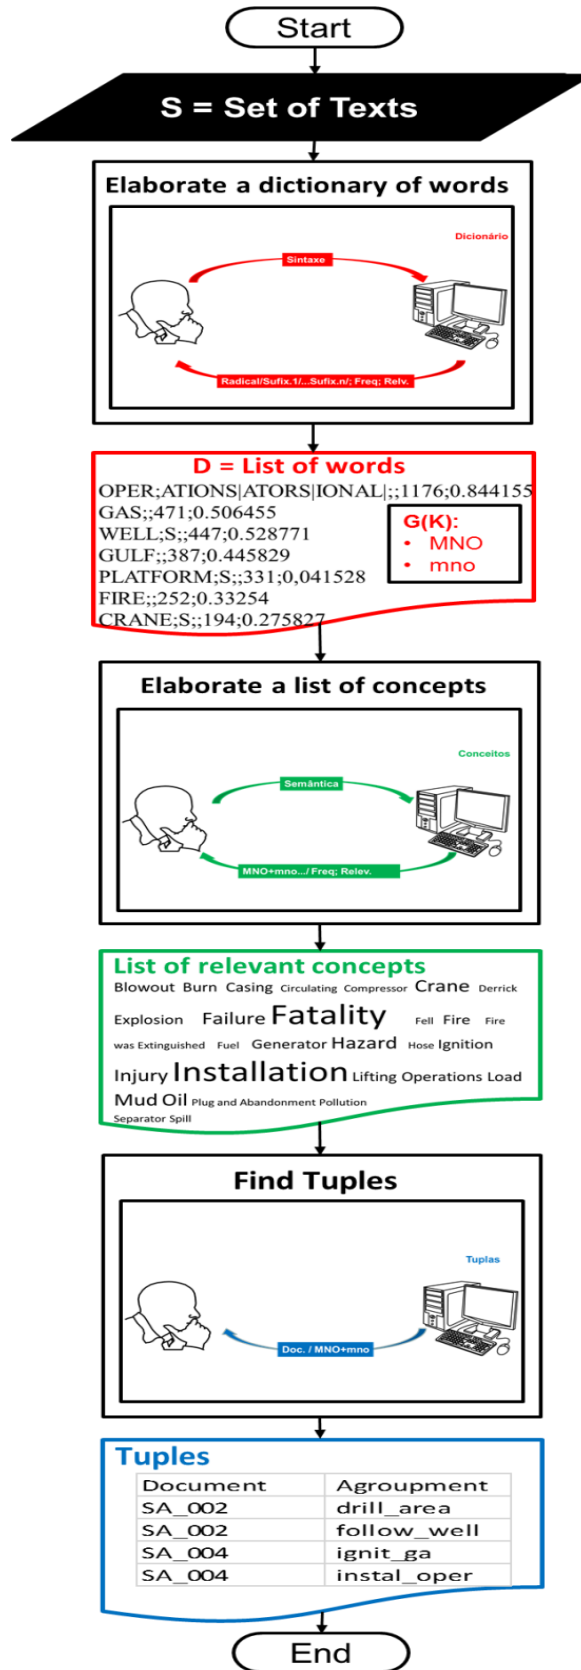 Start
S = Set of Texts
Elaborate a dictionary of words
Dicionário
Sintaxe
Radical/Sufix.1/...Sufix.n/; Freq; Relv.
D = List of words
OPER;ATIONS|ATORS|IONAL|;;1176;0.844155
GAS;;471;0.506455
WELL;S;;447;0.528771
GULF;;387;0.445829
PLATFORM;S;;331;0,041528
FIRE;;252;0.33254
CRANE;S;;194;0.275827
G(K):
• MNO
• mno
Elaborate a list of concepts
Conceitos
Semântica
MNO+mno.../ Freq; Relev.
List of relevant concepts
Blowout Burn Casing Circulating Compressor Crane Derrick
Explosion Failure Fatality Fell Fire Fire
was Extinguished Fuel Generator Hazard Hose Ignition
Injury Installation Lifting Operations Load
Mud Oil Plug and Abandonment Pollution
Separator Spill
Find Tuples
Tuplas
Doc. / MNO+mno
Tuples
Document Agroupment
SA_002 drill_area
SA_002 follow_well
SA_004 ignit_ga
SA_004 instal_oper
End